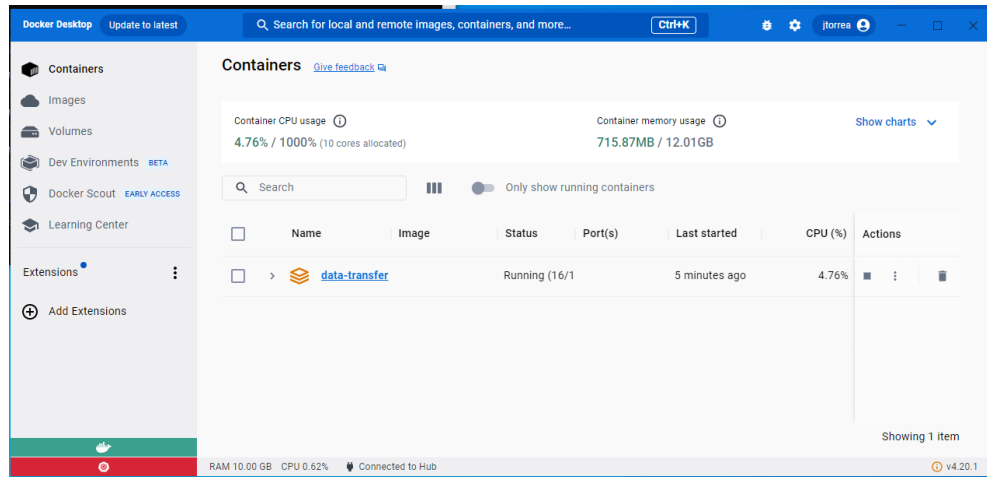 Docker Desktop Update to latest Search for local and remote images, containers, and more... Ctrl+K jtorrea
Containers
Images
Volumes
Dev Environments BETA
Docker Scout EARLY ACCESS
Learning Center
Extensions
Add Extensions
Containers Give feedback
Container CPU usage
4.76% / 1000% (10 cores allocated)
Container memory usage
715.87MB / 12.01GB
Show charts
Search
Only show running containers
Name Image Status Port(s) Last started CPU (%) Actions
data-transfer Running (16/1 5 minutes ago 4.76%
Showing 1 item
RAM 10.00 GB CPU 0.62% Connected to Hub v4.20.1